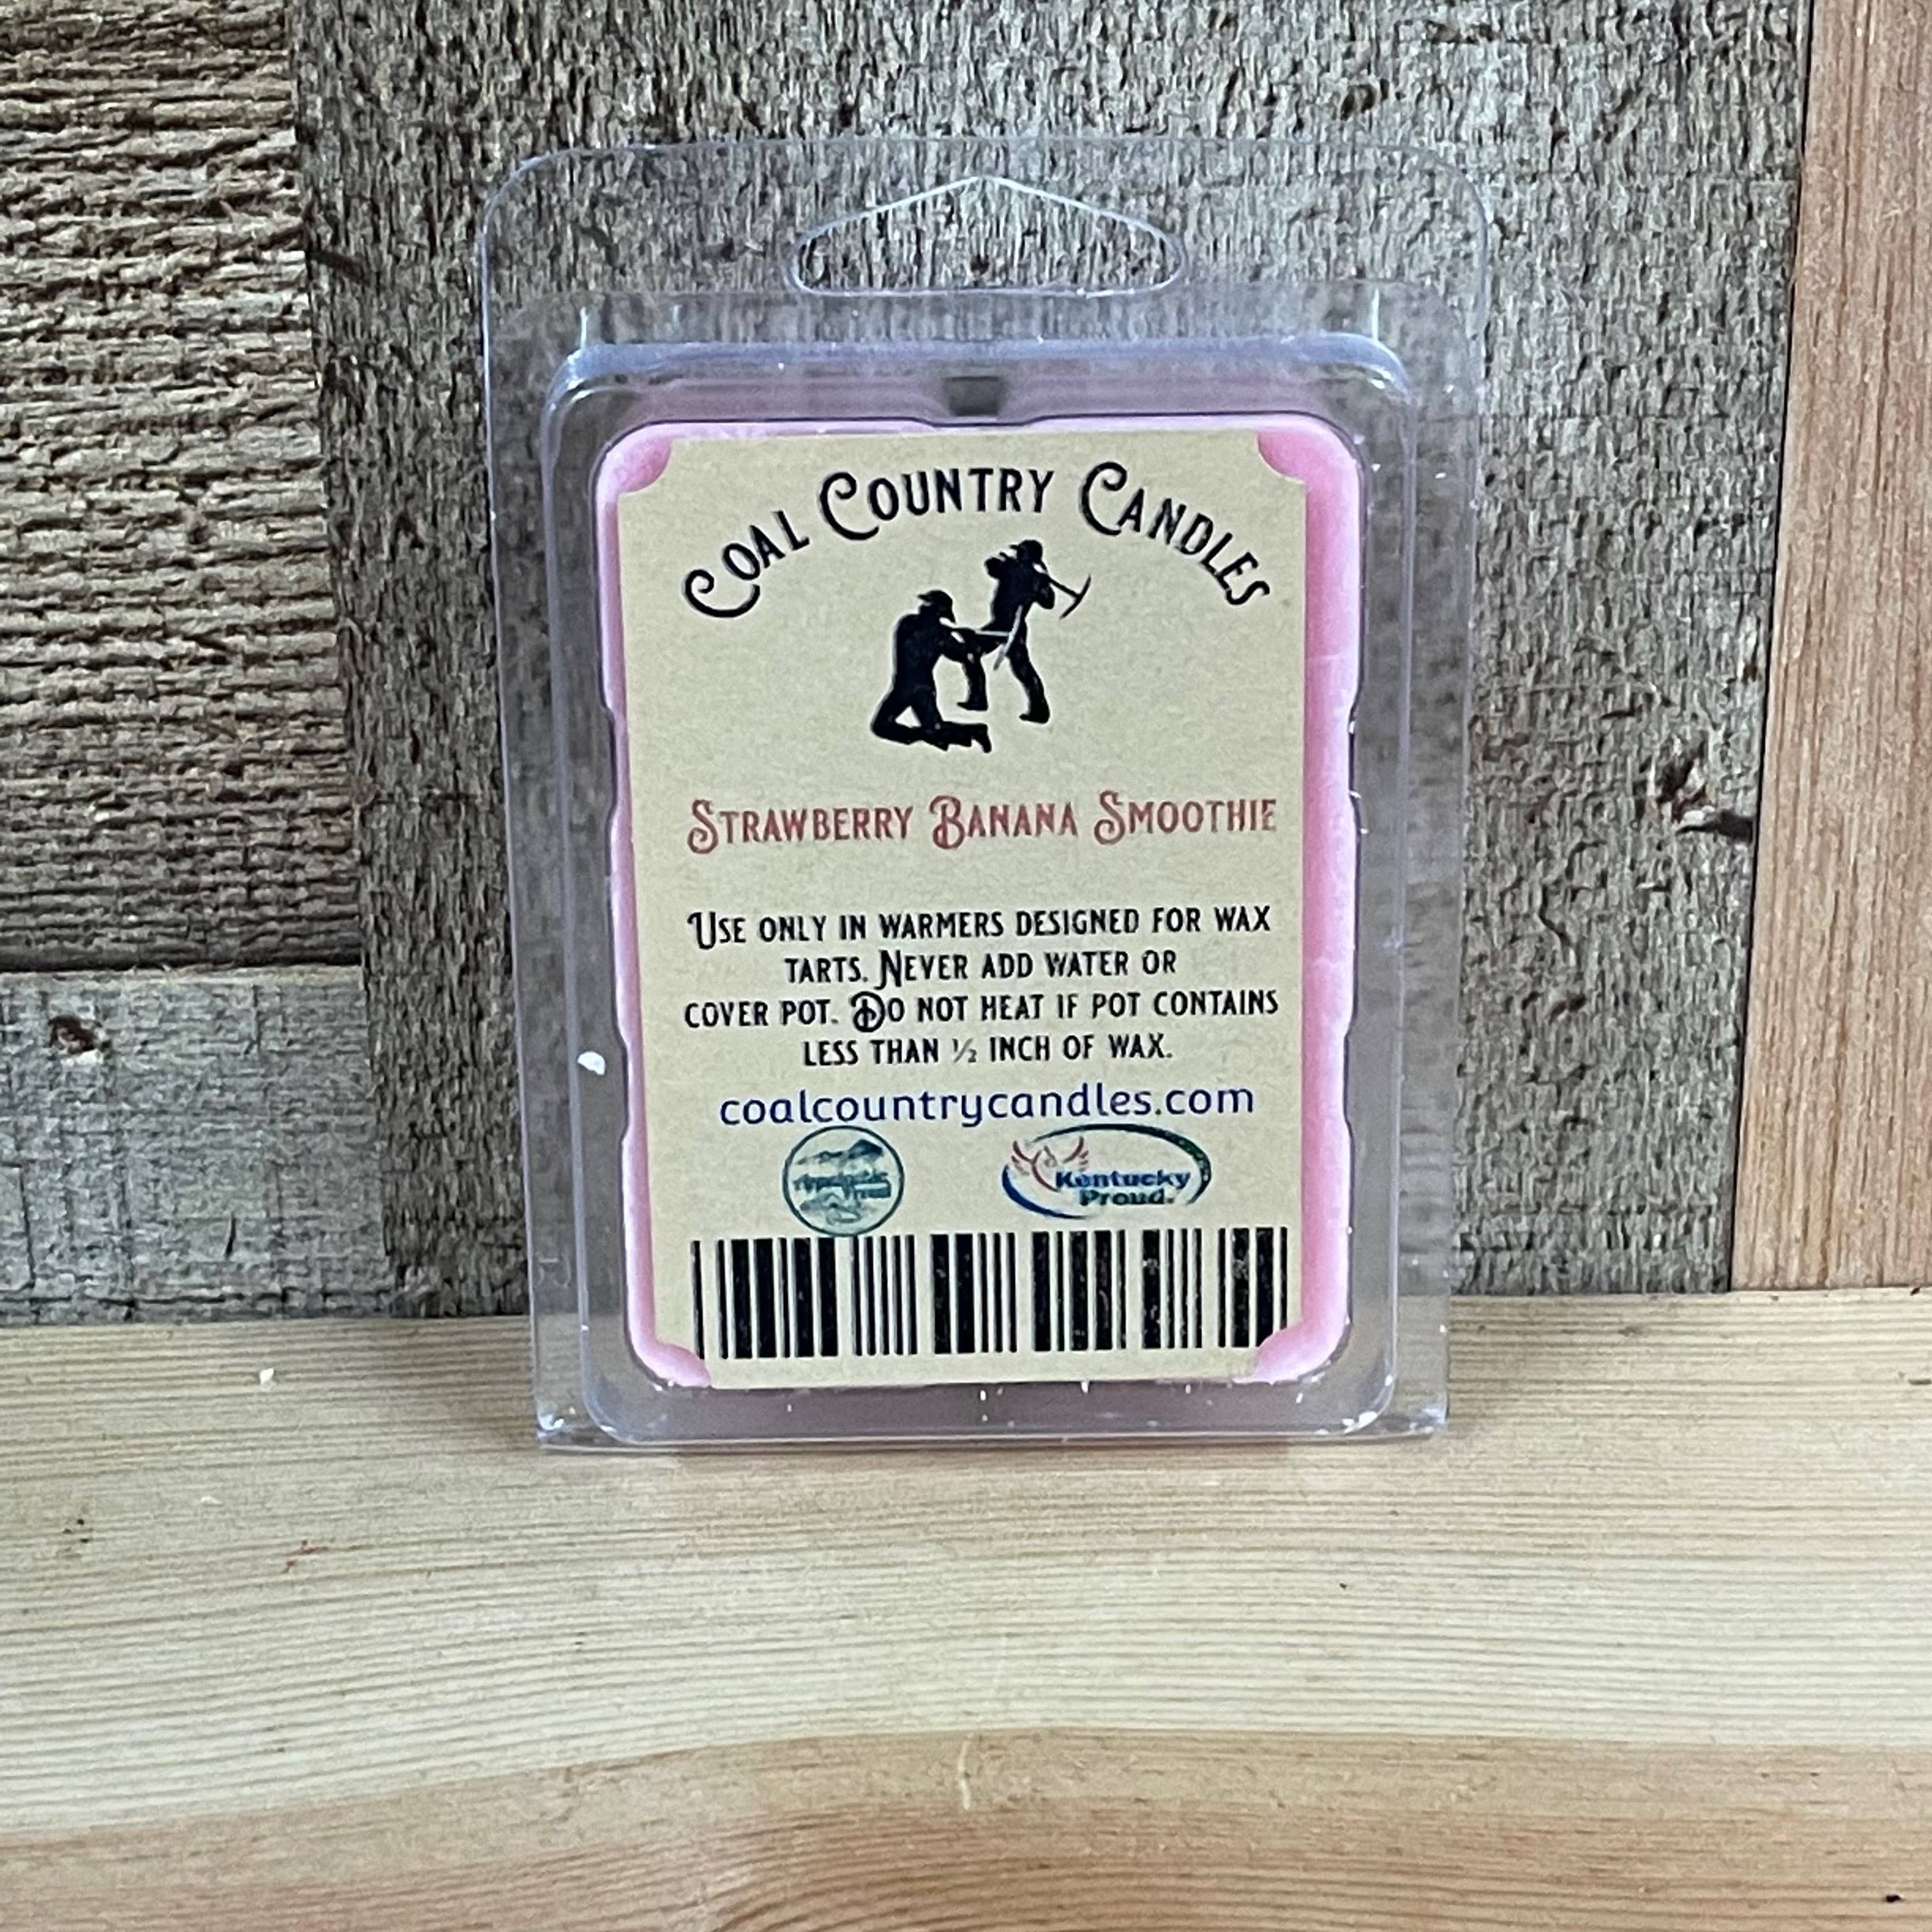 Coal Country Candles
Strawberry Banana Smoothie
Use only in warmers designed for wax
tarts. Never add water or
cover pot. Do not heat if pot contains
less than ½ inch of wax.
coalcountrycandles.com
Kentucky
Proud